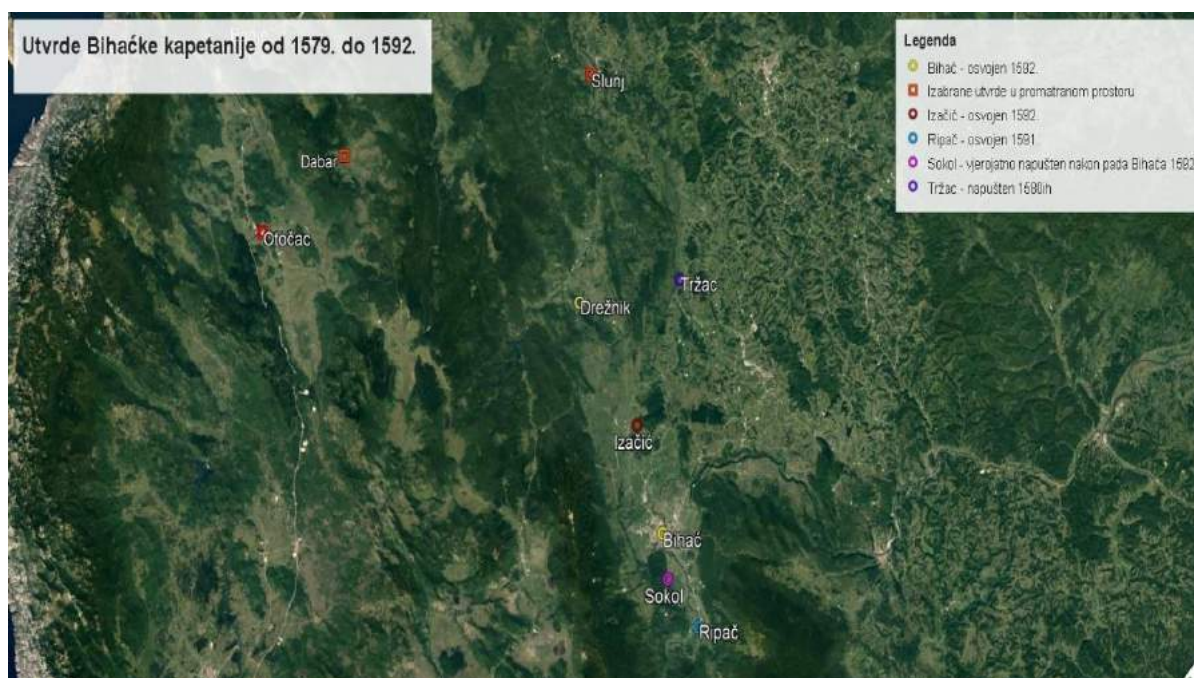 Utvrde Bihaćke kapetanije od 1579. do 1592.
Legenda
Bihać - osvojen 1592.
Izabrane utvrde u promatranom prostoru
Izačić - osvojen 1592.
Ripač - osvojen 1591.
Sokol - vjerojatno napušten nakon pada Bihaća 1592
Tržac - napušten 1580ih
Slunj
Dabar
Otočac
Tržac
Drežnik
Izačić
Bihać
Sokol
Ripač